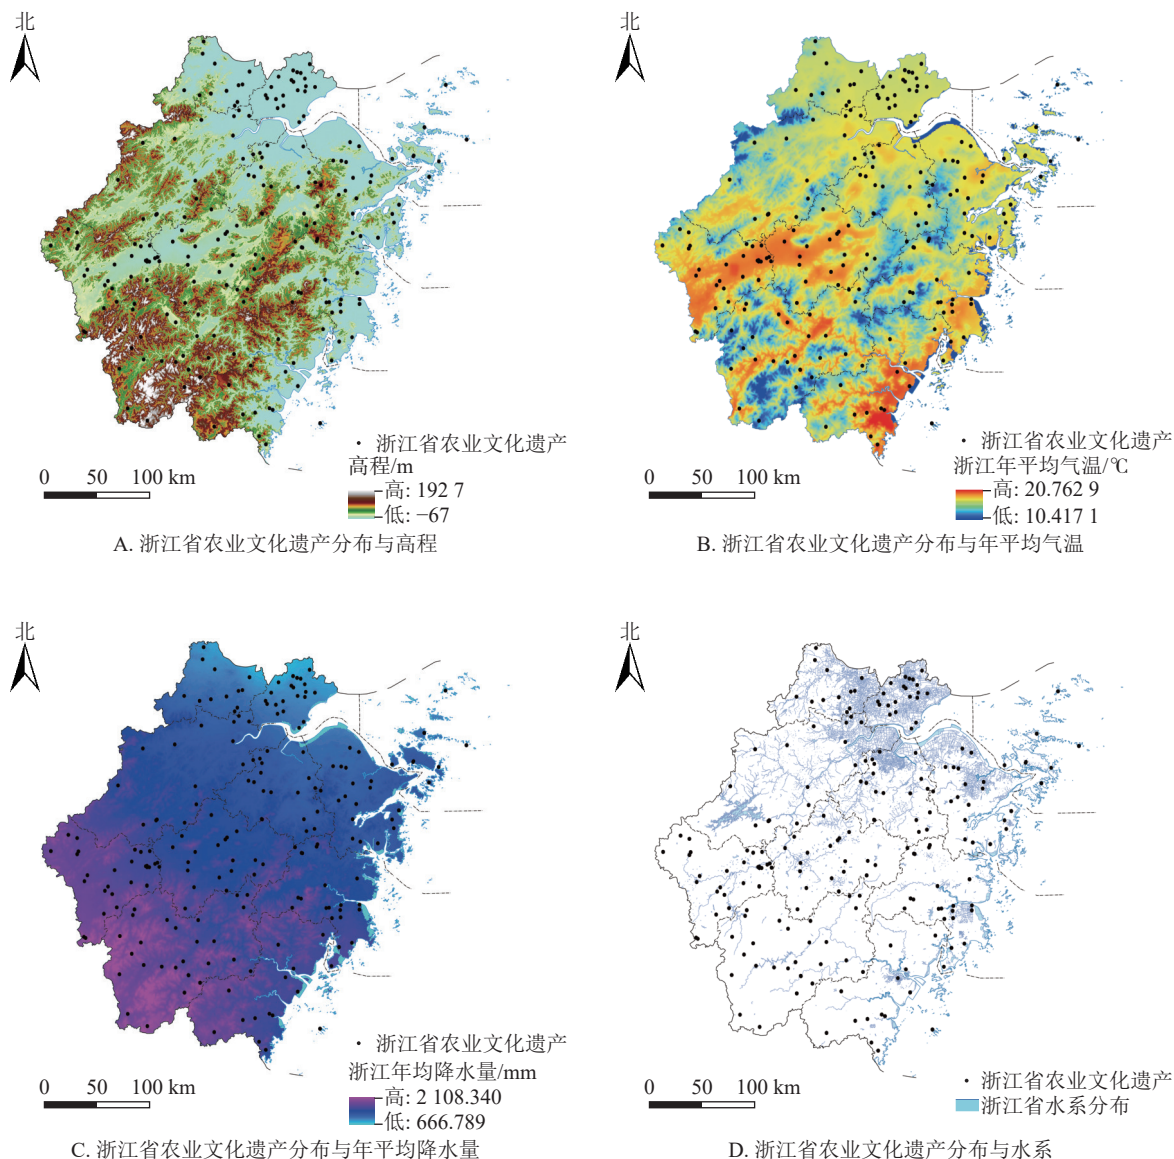 北
浙江省农业文化遗产
高程/m
高: 192 7
低: −67
0 50 100 km
A. 浙江省农业文化遗产分布与高程
北
浙江省农业文化遗产
浙江年平均气温/℃
高: 20.762 9
低: 10.417 1
0 50 100 km
B. 浙江省农业文化遗产分布与年平均气温
北
浙江省农业文化遗产
浙江年均降水量/mm
高: 2 108.340
低: 666.789
0 50 100 km
C. 浙江省农业文化遗产分布与年平均降水量
北
浙江省农业文化遗产
浙江省水系分布
0 50 100 km
D. 浙江省农业文化遗产分布与水系